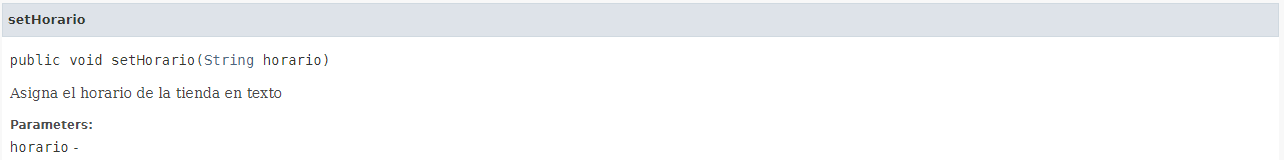 setHorario
public void setHorario(String horario)
Asigna el horario de la tienda en texto
Parameters:
horario -